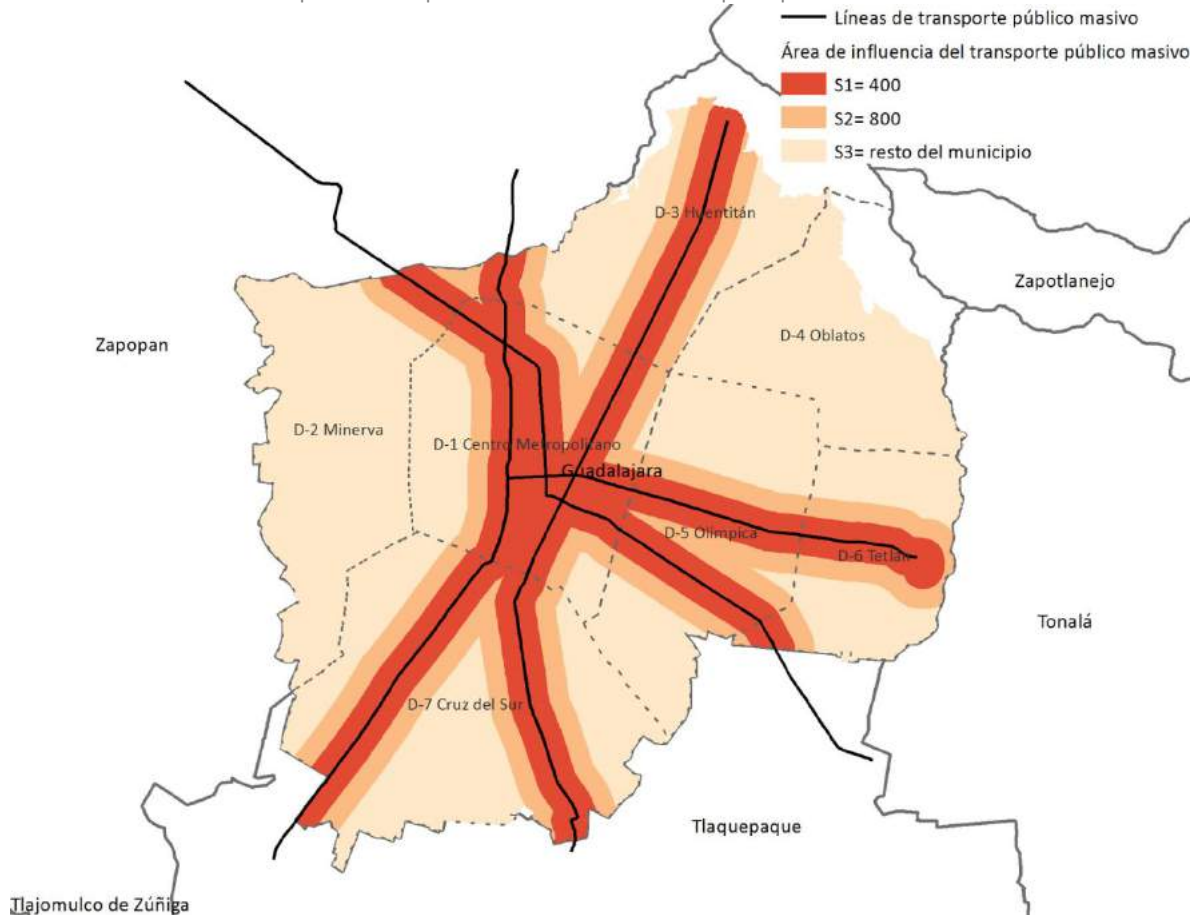 Líneas de transporte público masivo
Área de influencia del transporte público masivo
S1= 400
S2= 800
S3= resto del municipio
D-3 Huentitán
Zapotlanejo
D-4 Oblatos
Zapopan
D-2 Minerva
D-1 Centro Metropolitano
Guadalajara
D-5 Olímpica
D-6 Tetlán
Tonalá
D-7 Cruz del Sur
Tlaquepaque
Tlajomulco de Zúñiga